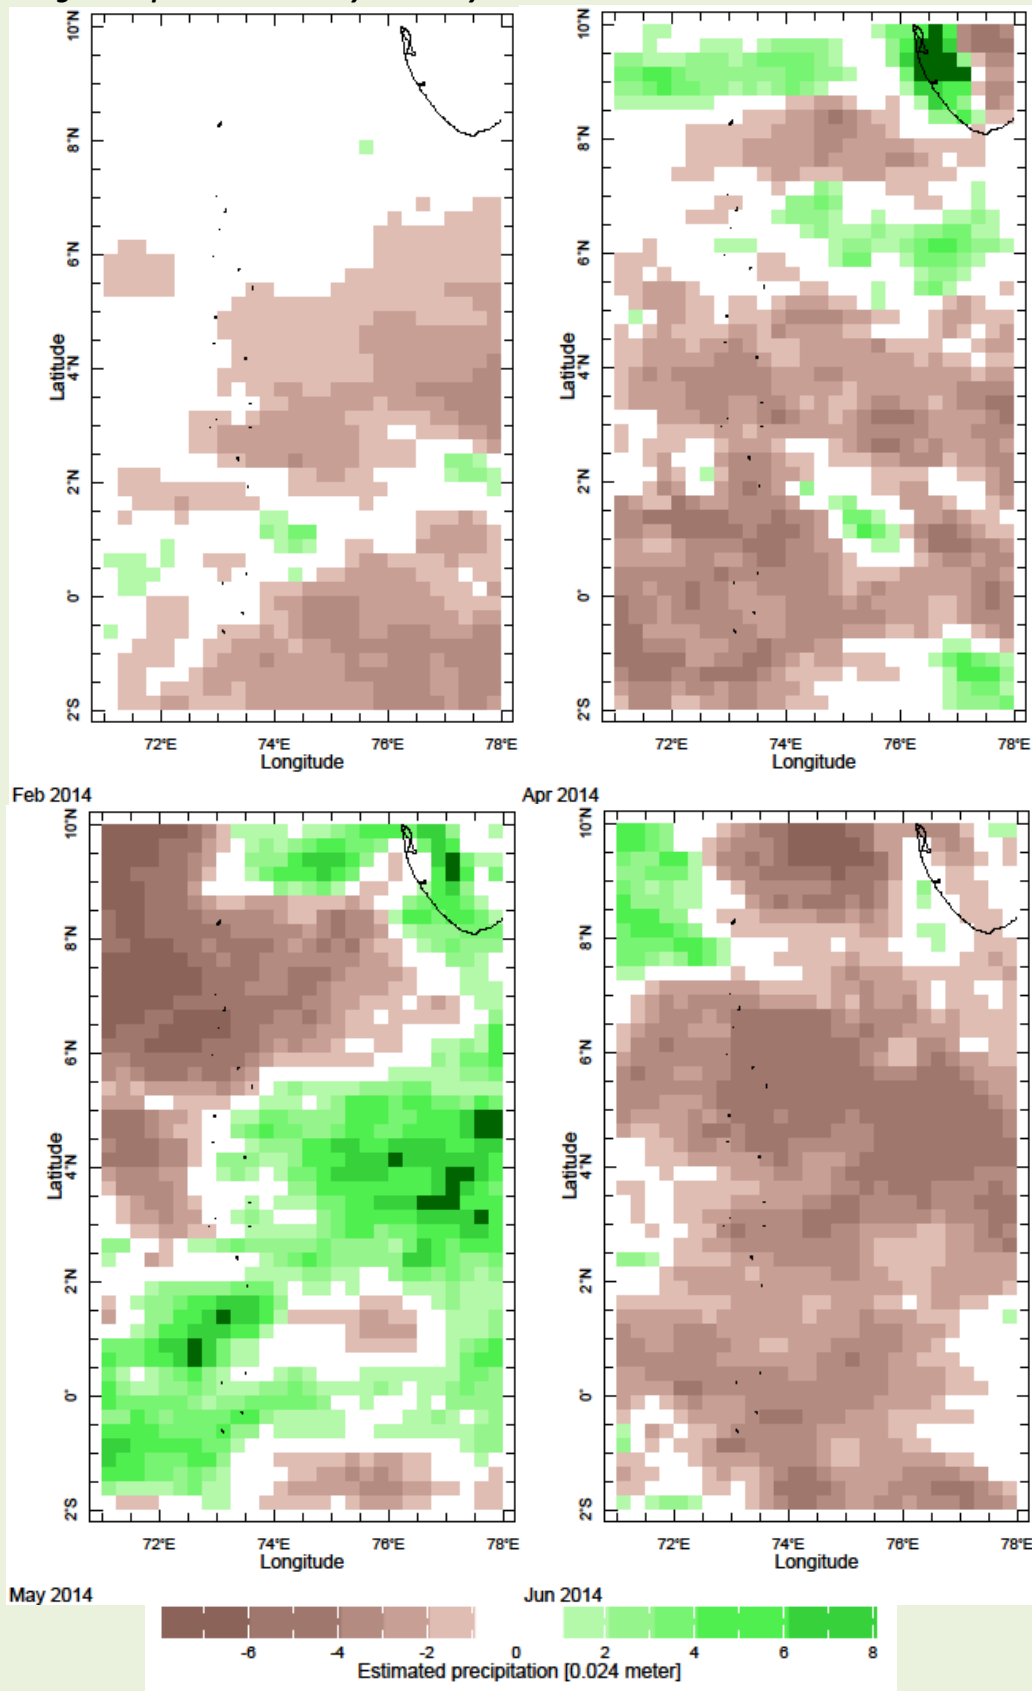 10°N
8°N
6°N
4°N
2°N
0°
2°S
Latitude
72°E 74°E 76°E 78°E
Longitude
Feb 2014
10°N
8°N
6°N
4°N
2°N
0°
2°S
Latitude
72°E 74°E 76°E 78°E
Longitude
Apr 2014
10°N
8°N
6°N
4°N
2°N
0°
2°S
Latitude
72°E 74°E 76°E 78°E
Longitude
May 2014
10°N
8°N
6°N
4°N
2°N
0°
2°S
Latitude
72°E 74°E 76°E 78°E
Longitude
Jun 2014
-6 -4 -2 0 2 4 6 8
Estimated precipitation [0.024 meter]